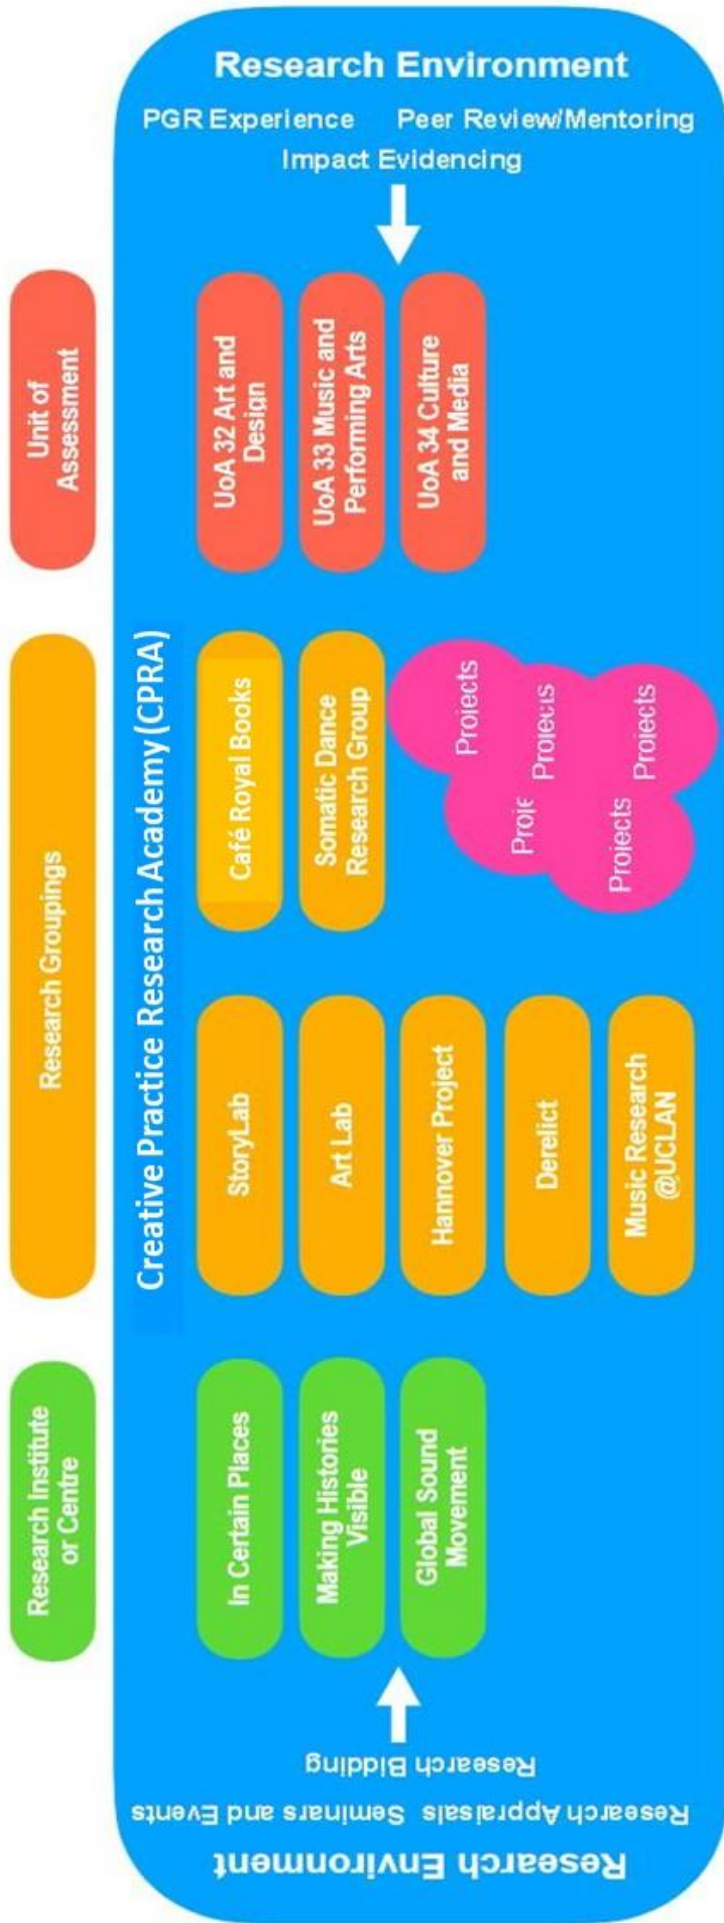 Research Institute
or Centre
Research Groupings
Unit of
Assessment
Creative Practice Research Academy (CPRA)
Research Environment
Research Appraisals Seminars and Events
Research Bidding
In Certain Places
Making Histories
Visible
Global Sound
Movement
StoryLab
Art Lab
Hannover Project
Derelict
Music Research
@UCLAN
Café Royal Books
Somatic Dance
Research Group
Projects
Proje
Projects
Projects
Projects
UoA 32 Art and
Design
UoA 33 Music and
Performing Arts
UoA 34 Culture
and Media
Research Environment
PGR Experience Peer Review/Mentoring
Impact Evidencing